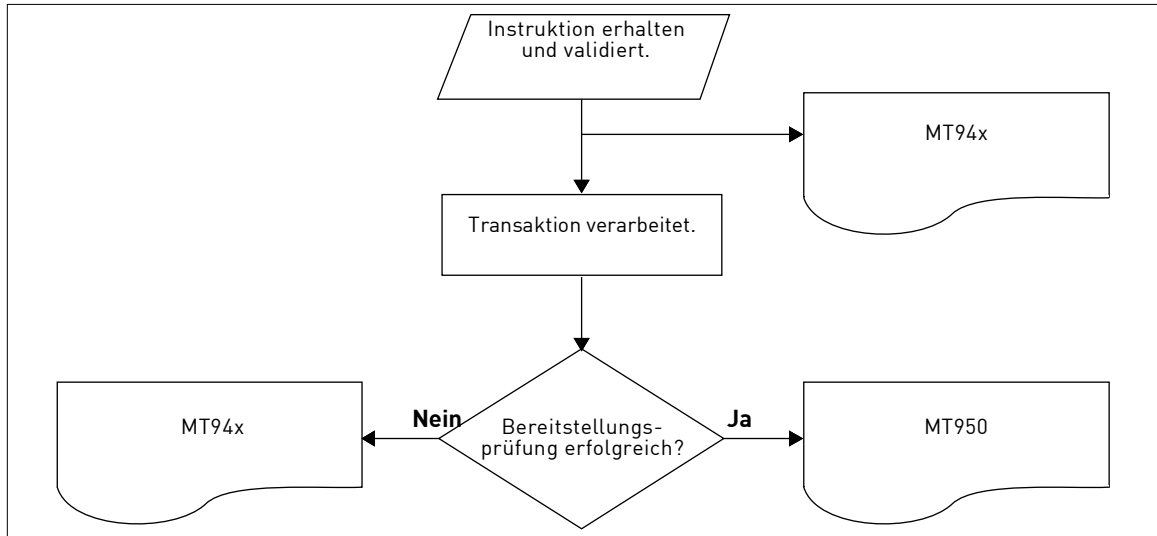 Instruktion erhalten
und validiert.
MT94x
Transaktion verarbeitet.
MT94x
Nein
Bereitstellungs-
prüfung erfolgreich?
Ja
MT950